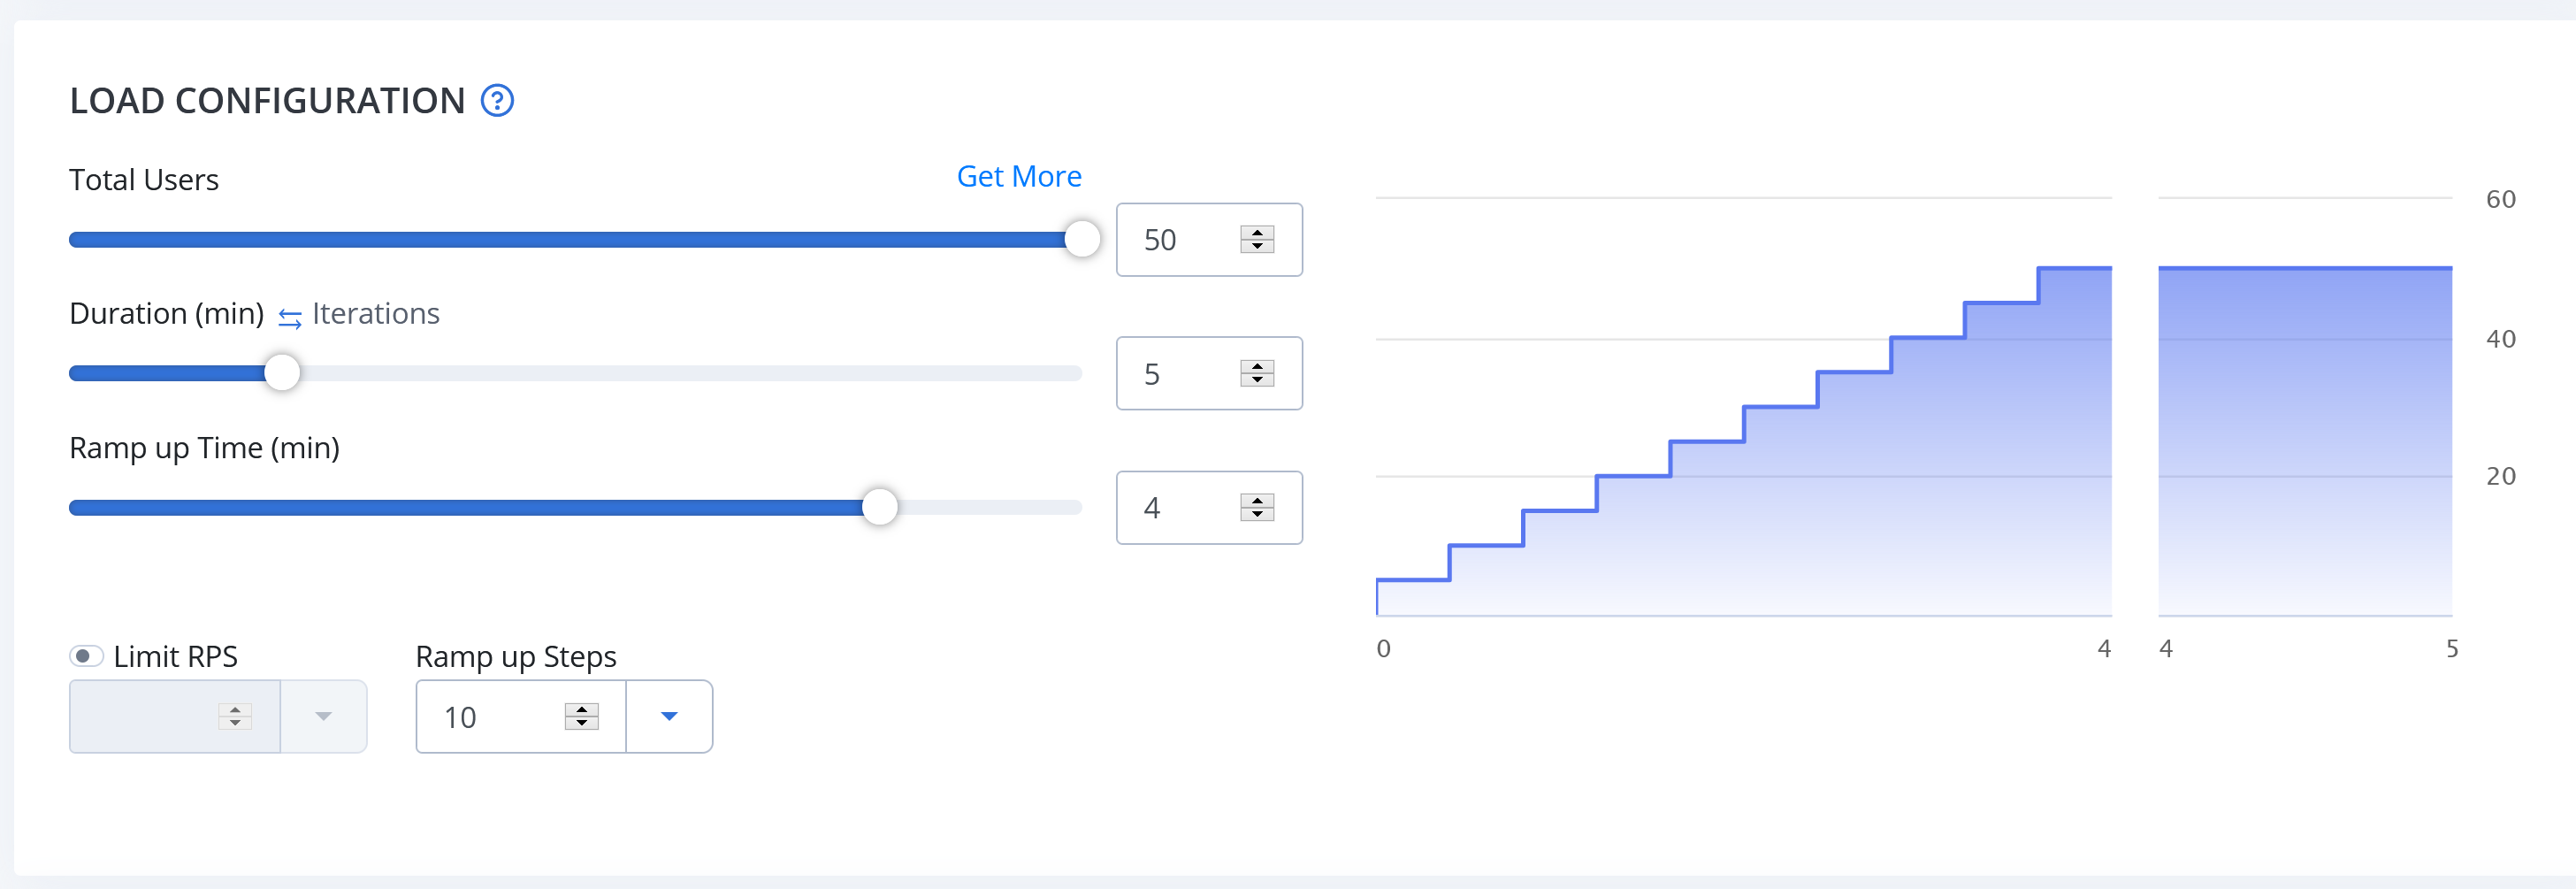 LOAD CONFIGURATION ?
Total Users
Get More
50
Duration (min) ⇆ Iterations
5
Ramp up Time (min)
4
Limit RPS
Ramp up Steps
10
60
40
20
0
4
4
5